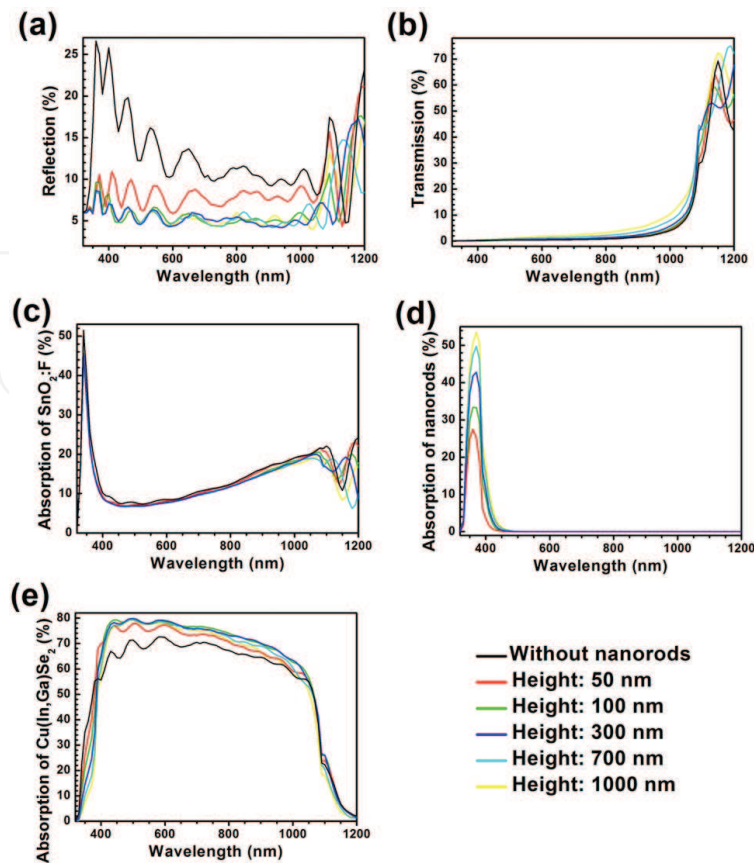 (a)
25
20
15
10
5
Reflection (%)
400 600 800 1000 1200
Wavelength (nm)
(b)
70
60
50
40
30
20
10
0
Transmission (%)
400 600 800 1000 1200
Wavelength (nm)
(c)
50
40
30
20
10
0
Absorption of SnO₂:F (%)
400 600 800 1000 1200
Wavelength (nm)
(d)
50
40
30
20
10
0
Absorption of nanorods (%)
400 600 800 1000 1200
Wavelength (nm)
(e)
80
70
60
50
40
30
20
10
0
Absorption of Cu(In,Ga)Se₂ (%)
400 600 800 1000 1200
Wavelength (nm)
Without nanorods
Height: 50 nm
Height: 100 nm
Height: 300 nm
Height: 700 nm
Height: 1000 nm